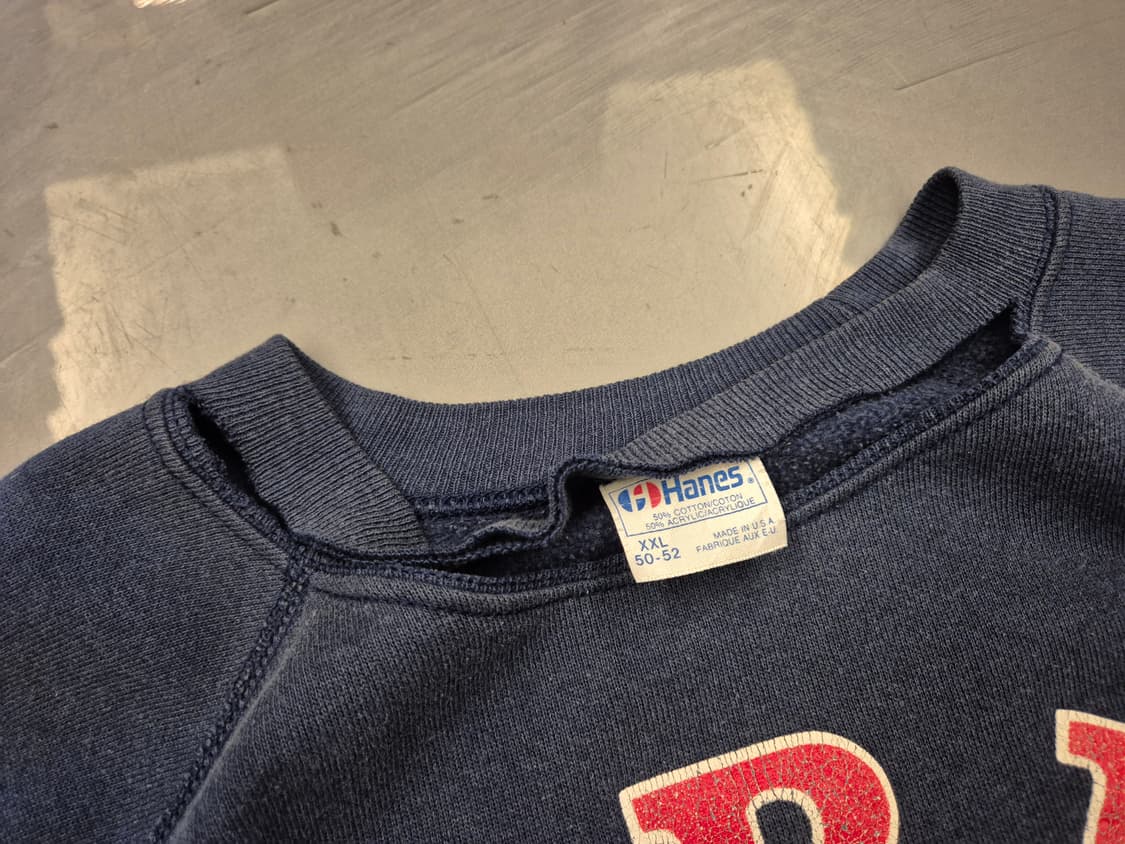 Hanes®
50% COTTON/COTON
50% ACRYLIC/ACRYLIQUE
XXL
50-52
MADE IN U.S.A.
FABRIQUE AUX E-U.